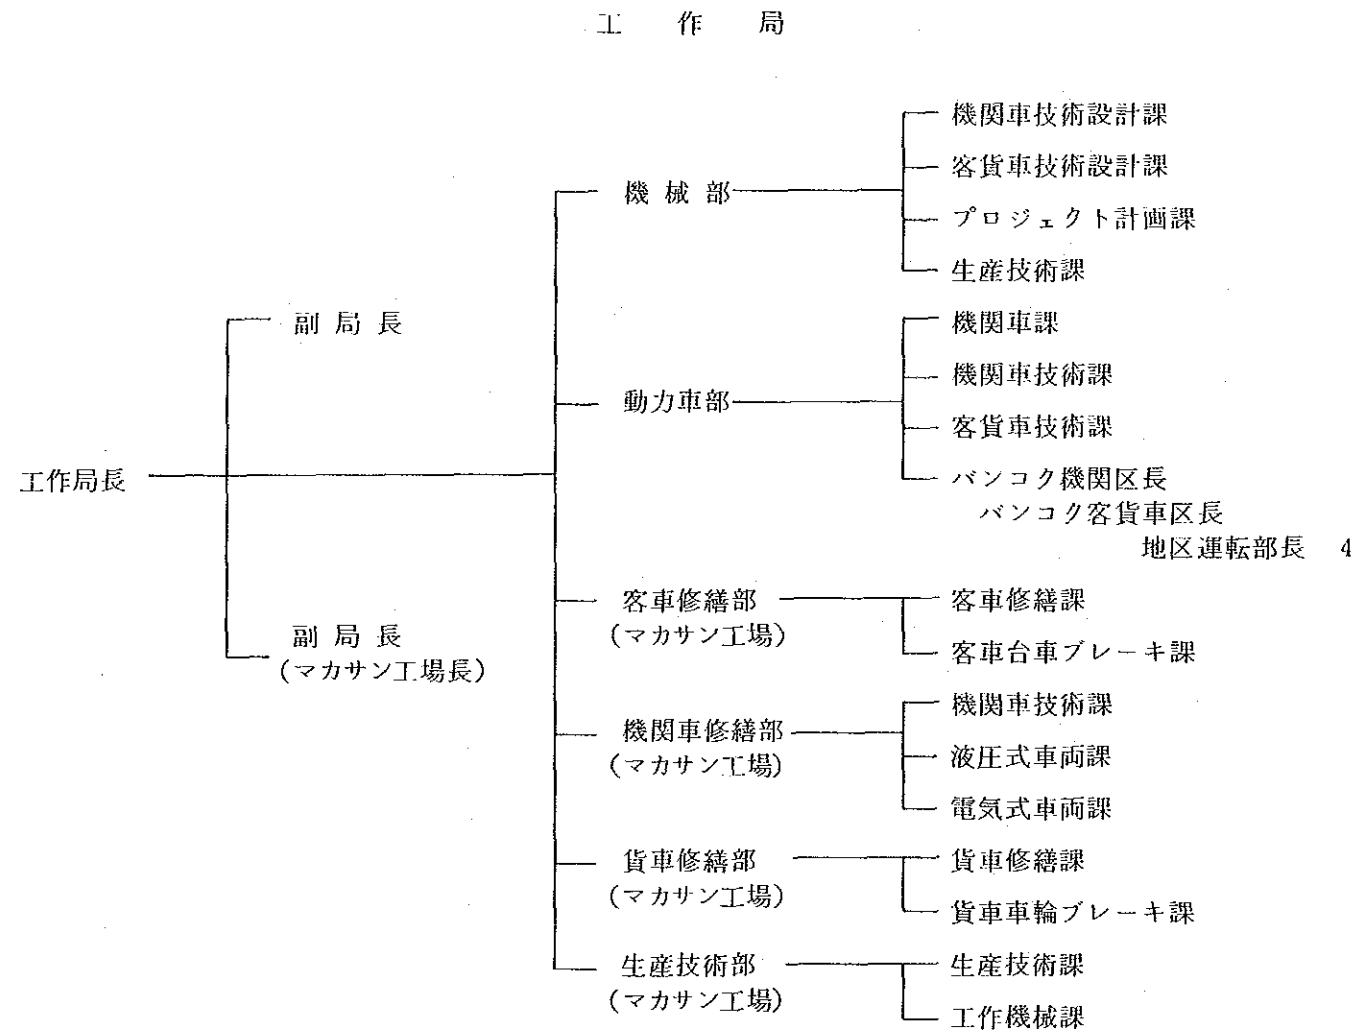 工作局
機関車技術設計課
客貨車技術設計課
機械部
プロジェクト計画課
生産技術課
副局長
機関車課
機関車技術課
動力車部
客貨車技術課
工作局長
バンコク機関区長
バンコク客貨車区長
地区運転部長 4
客車修繕部
(マカサン工場)
客車修繕課
客車台車ブレーキ課
副局長
(マカサン工場長)
機関車修繕部
(マカサン工場)
機関車技術課
液圧式車両課
電気式車両課
貨車修繕部
(マカサン工場)
貨車修繕課
貨車車輪ブレーキ課
生産技術部
(マカサン工場)
生産技術課
工作機械課